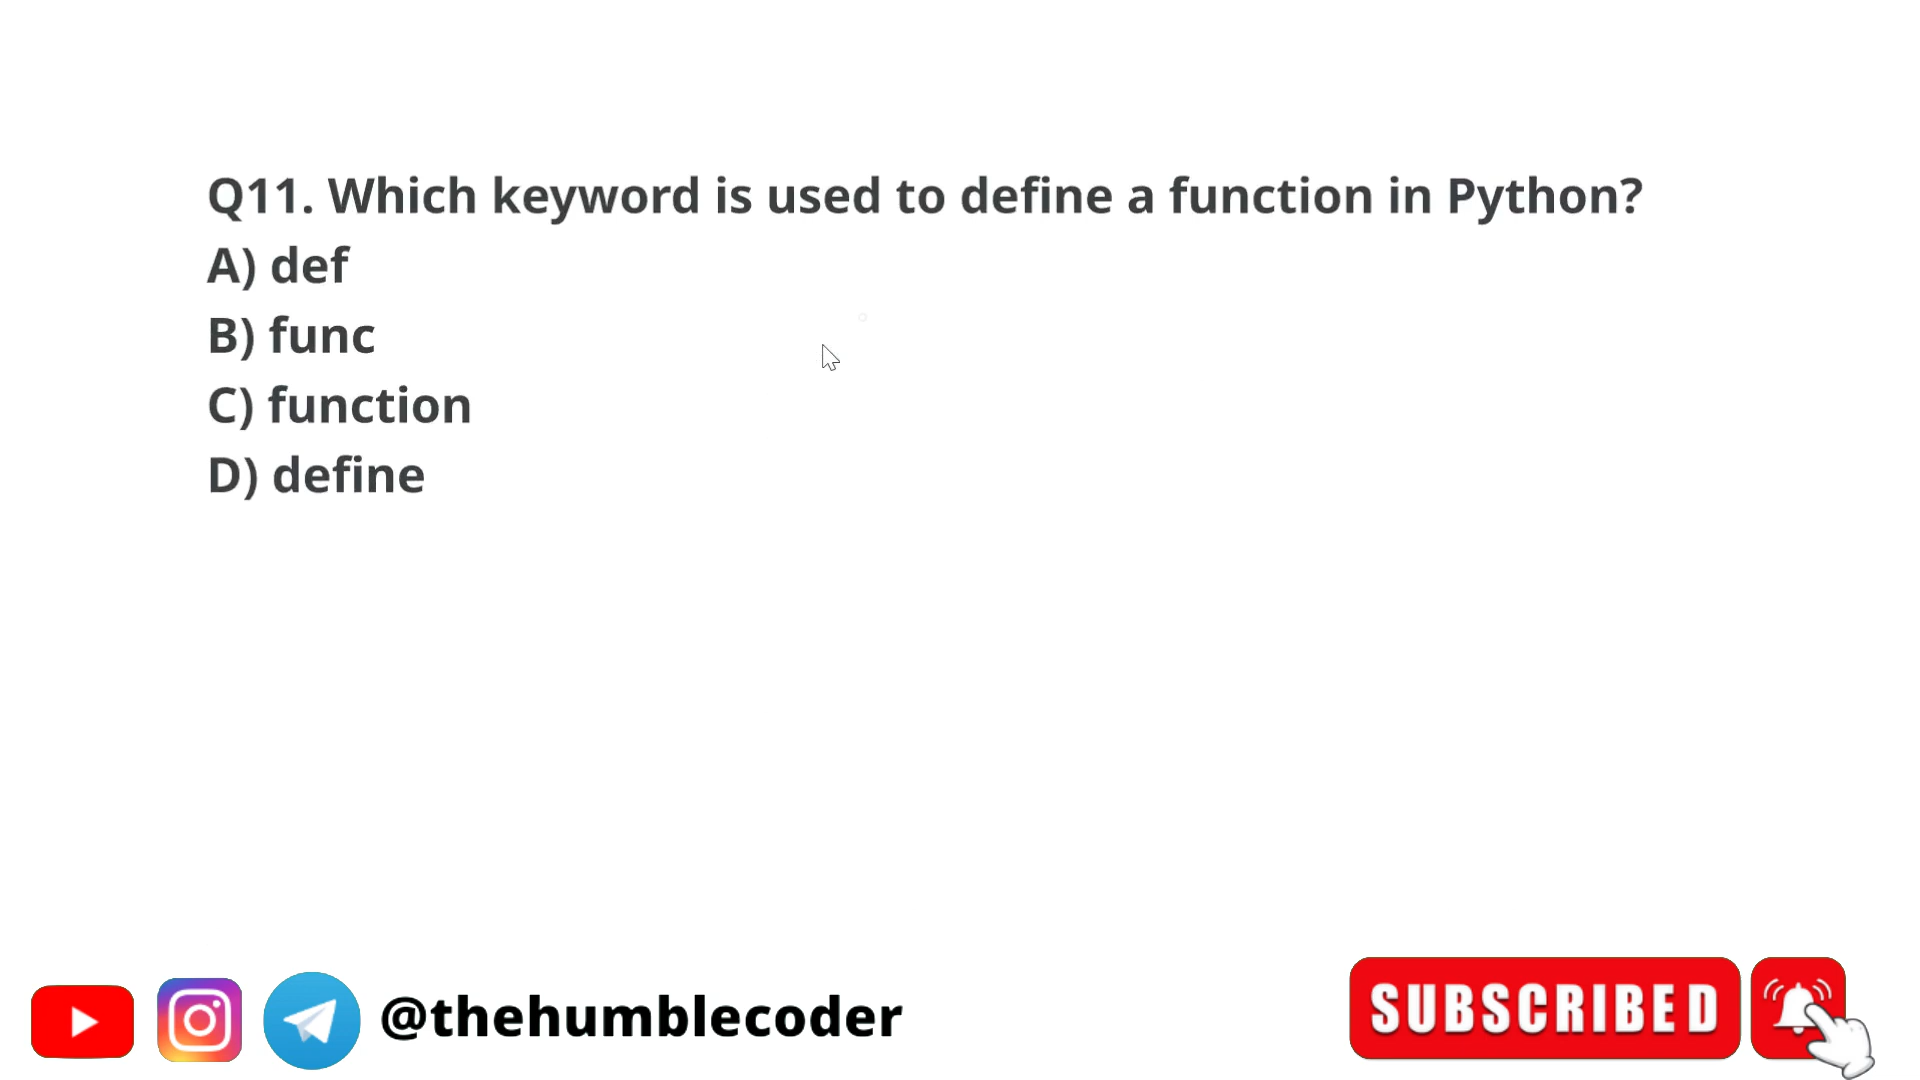 Q11. Which keyword is used to define a function in Python?
A) def
B) func
C) function
D) define
@thehumblecoder
SUBSCRIBED